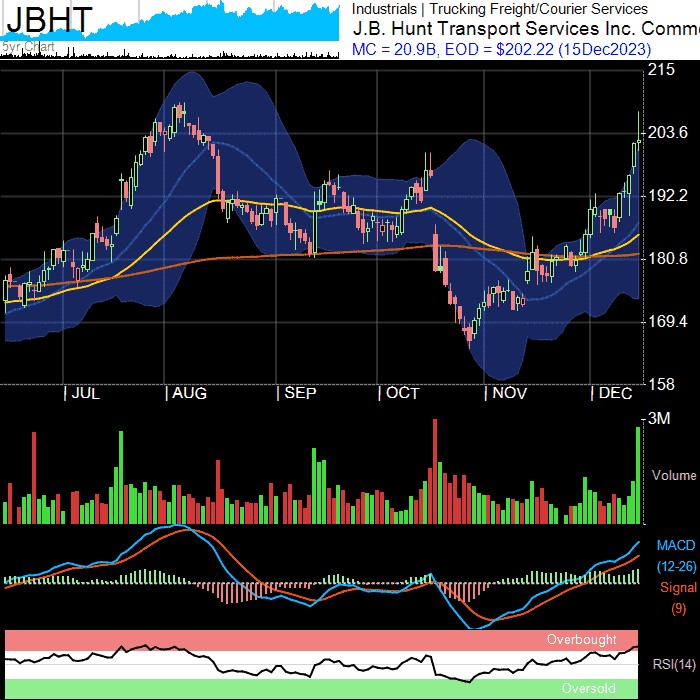 JBHT
5yr Chart
Industrials | Trucking Freight/Courier Services
J.B. Hunt Transport Services Inc. Comm
MC = 20.9B, EOD = $202.22 (15Dec2023)
215
203.6
192.2
180.8
169.4
158
JUL AUG SEP OCT NOV DEC
3M
Volume
MACD
(12-26)
Signal
(9)
Overbought
RSI(14)
Oversold